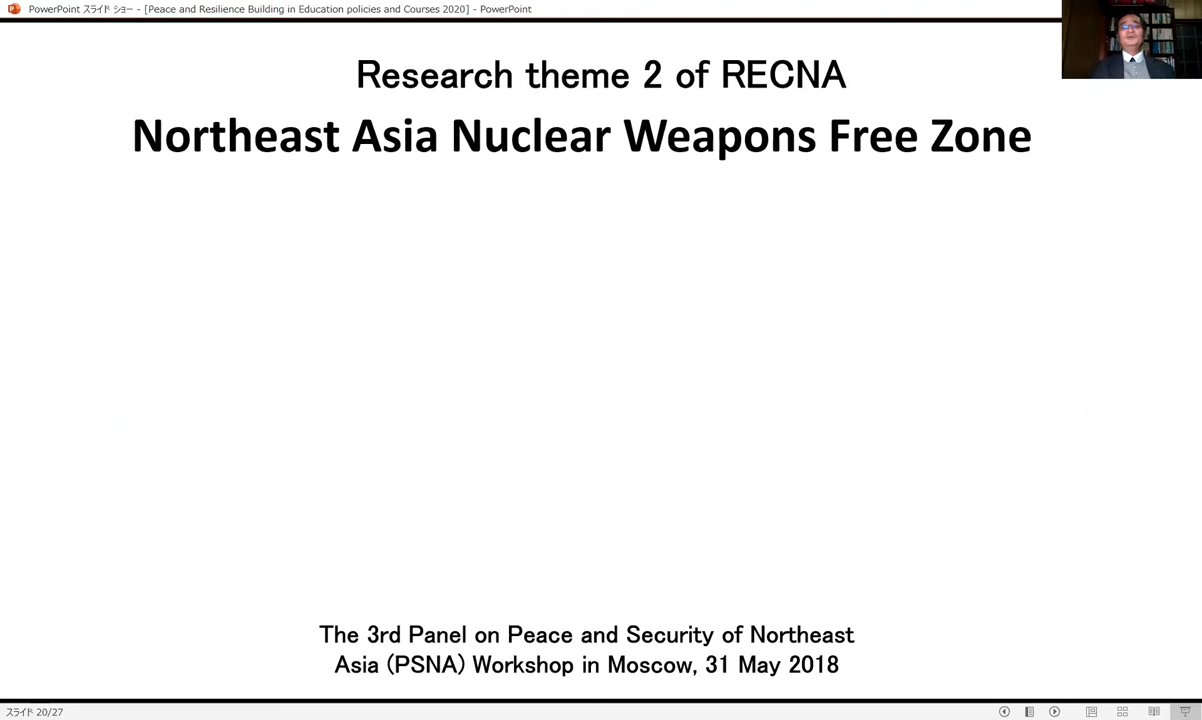 PowerPoint スライド ショー - [Peace and Resilience Building in Education policies and Courses 2020] - PowerPoint
Research theme 2 of RECNA
Northeast Asia Nuclear Weapons Free Zone
The 3rd Panel on Peace and Security of Northeast
Asia (PSNA) Workshop in Moscow, 31 May 2018
スライド 20/27